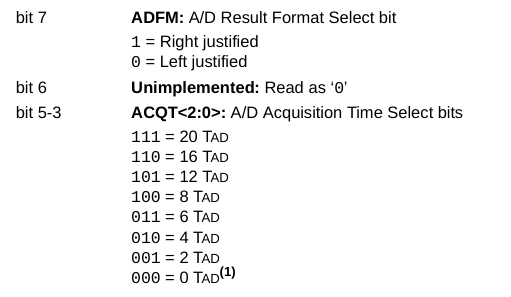 bit 7 ADFM: A/D Result Format Select bit
1 = Right justified
0 = Left justified
bit 6 Unimplemented: Read as ‘0’
bit 5-3 ACQT<2:0>: A/D Acquisition Time Select bits
111 = 20 TAD
110 = 16 TAD
101 = 12 TAD
100 = 8 TAD
011 = 6 TAD
010 = 4 TAD
001 = 2 TAD
000 = 0 TAD(1)